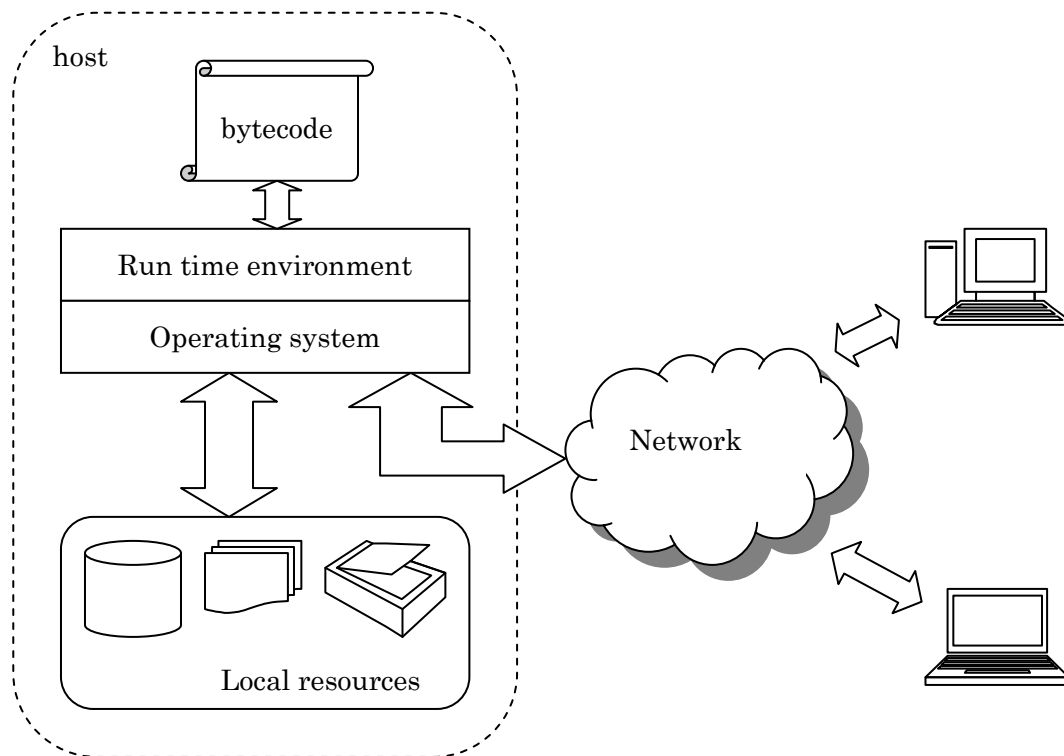 host
bytecode
Run time environment
Operating system
Network
Local resources